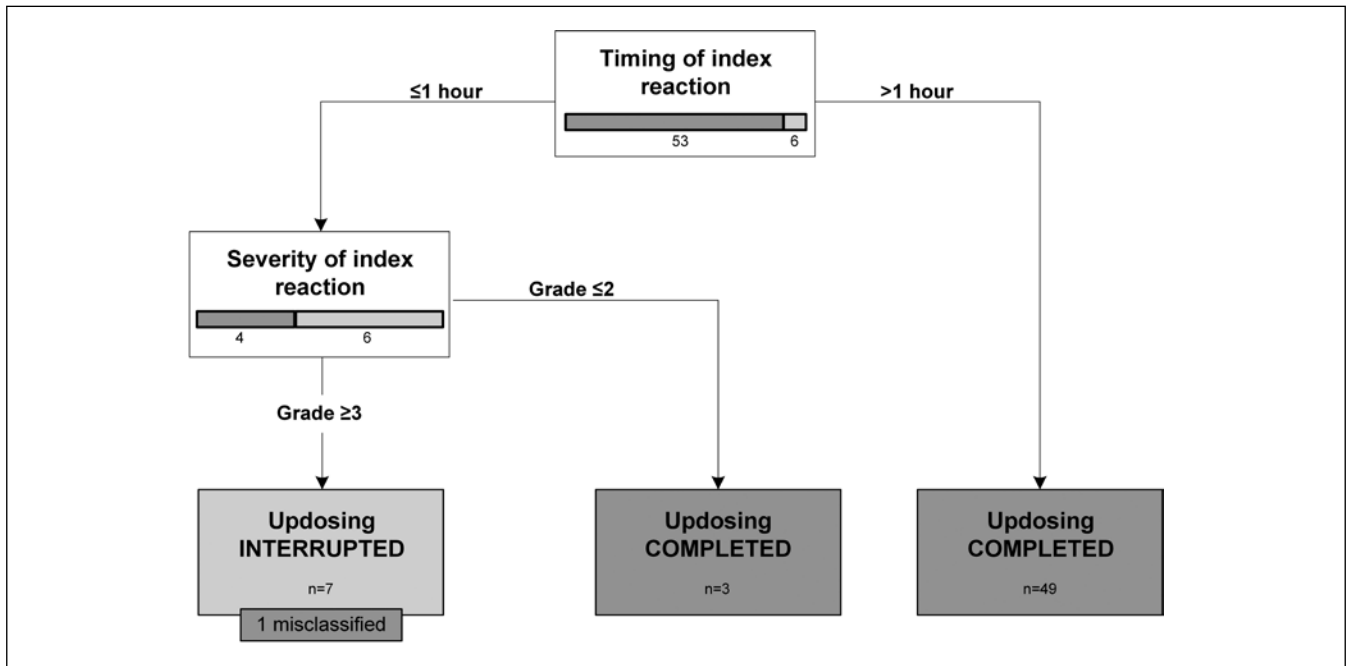 Timing of index
reaction
53 6
≤1 hour
>1 hour
Severity of index
reaction
4 6
Grade ≤2
Grade ≥3
Updosing
INTERRUPTED
n=7
1 misclassified
Updosing
COMPLETED
n=3
Updosing
COMPLETED
n=49